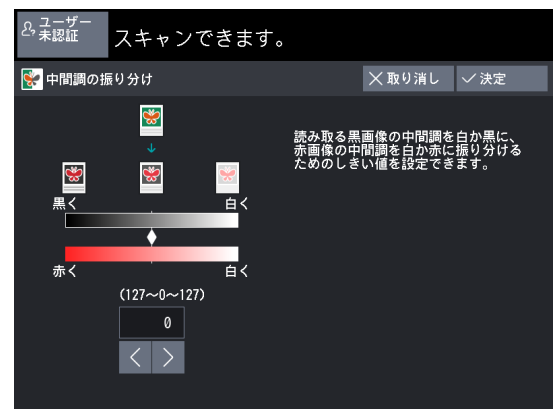 ユーザー
未認証
スキャンできます。
中間調の振り分け
取り消し
決定
読み取る黒画像の中間調を白か黒に、
赤画像の中間調を白か赤に振り分ける
ためのしきい値を設定できます。
黒く 白く
赤く 白く
(127〜0〜127)
0